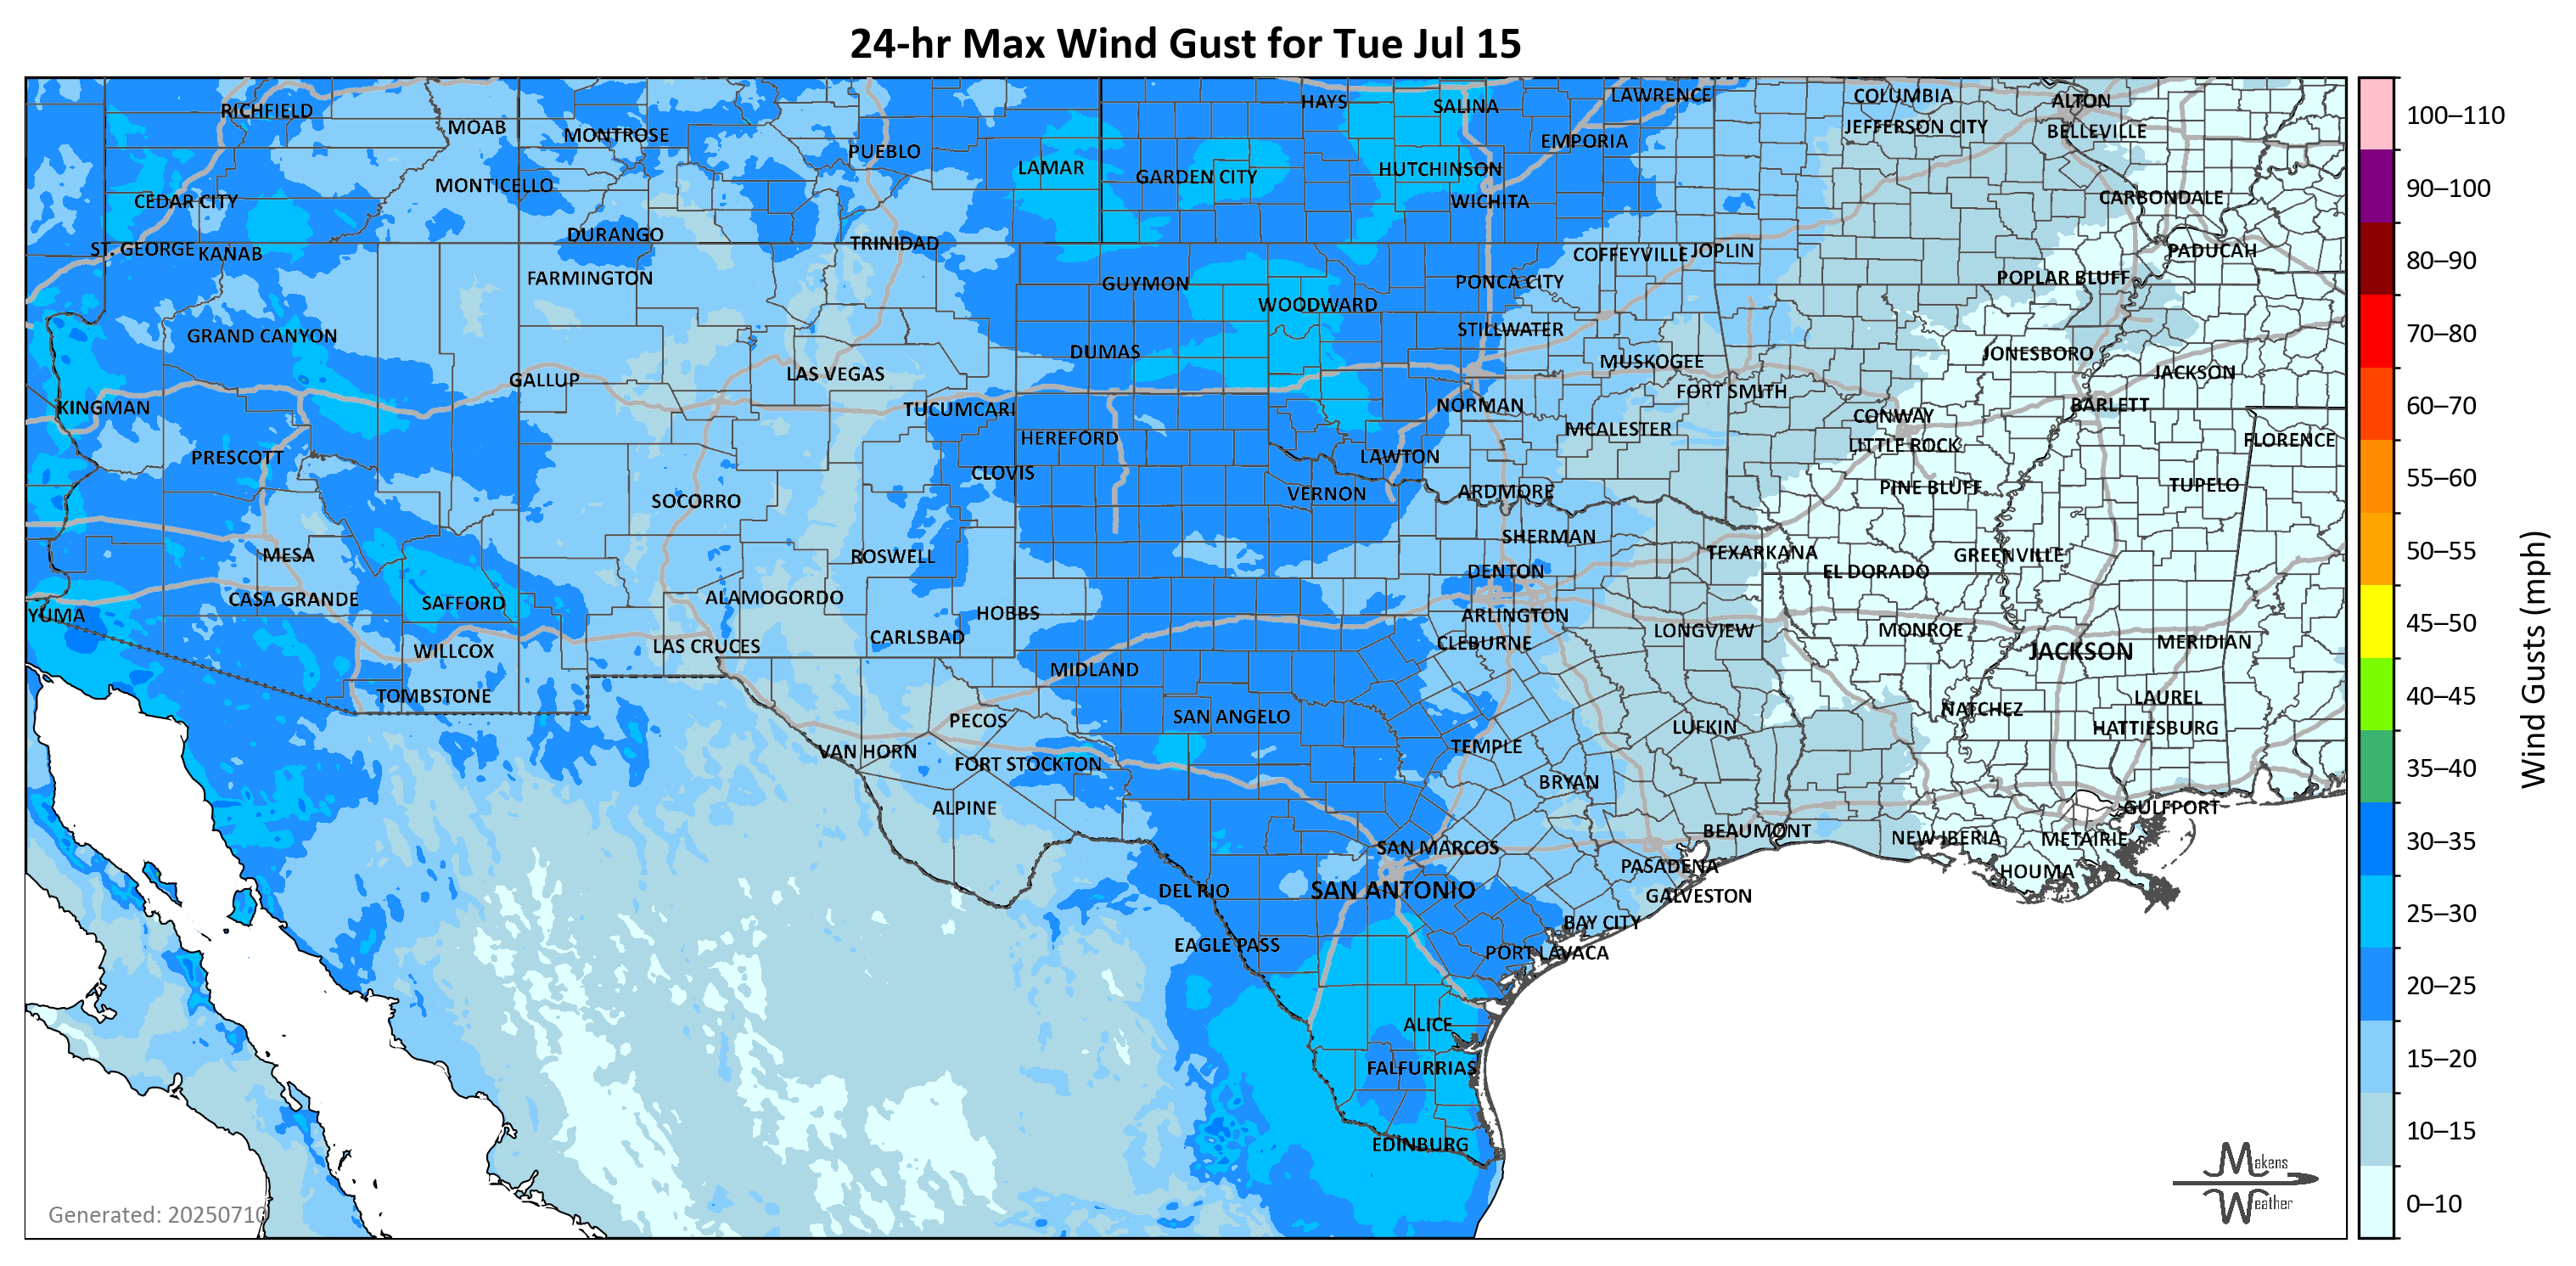 24-hr Max Wind Gust for Tue Jul 15
RICHFIELD
MOAB
MONTROSE
PUEBLO
LAMAR
HAYS
SALINA
LAWRENCE
EMPORIA
COLUMBIA
JEFFERSON CITY
ALTON
BELLEVILLE
CEDAR CITY
MONTICELLO
GARDEN CITY
HUTCHINSON
WICHITA
CARBONDALE
ST. GEORGE
KANAB
DURANGO
TRINIDAD
FARMINGTON
GUYMON
WOODWARD
PONCA CITY
COFFEYVILLE
JOPLIN
POPLAR BLUFF
PADUCAH
GRAND CANYON
DUMAS
STILLWATER
MUSKOGEE
JONESBORO
JACKSON
GALLUP
LAS VEGAS
KINGMAN
TUCUMCARI
NORMAN
FORT SMITH
CONWAY
BARLETT
HEREFORD
MCALESTER
LITTLE ROCK
FLORENCE
PRESCOTT
CLOVIS
LAWTON
SOCORRO
VERNON
ARDMORE
PINE BLUFF
TUPELO
MESA
ROSWELL
SHERMAN
TEXARKANA
GREENVILLE
DENTON
EL DORADO
CASA GRANDE
SAFFORD
ALAMOGORDO
HOBBS
ARLINGTON
YUMA
WILLCOX
LAS CRUCES
CARLSBAD
CLEBURNE
LONGVIEW
MONROE
JACKSON
MERIDIAN
TOMBSTONE
MIDLAND
PECOS
SAN ANGELO
LUFKIN
NATCHEZ
LAUREL
HATTIESBURG
VAN HORN
FORT STOCKTON
TEMPLE
BRYAN
ALPINE
SAN MARCOS
BEAUMONT
NEW IBERIA
METAIRIE
GULFPORT
DEL RIO
SAN ANTONIO
PASADENA
GALVESTON
HOUMA
EAGLE PASS
BAY CITY
PORT LAVACA
ALICE
FALFURRIAS
EDINBURG
Generated: 20250710
Makens
Weather
100–110
90–100
80–90
70–80
60–70
55–60
50–55
45–50
40–45
35–40
30–35
25–30
20–25
15–20
10–15
0–10
Wind Gusts (mph)